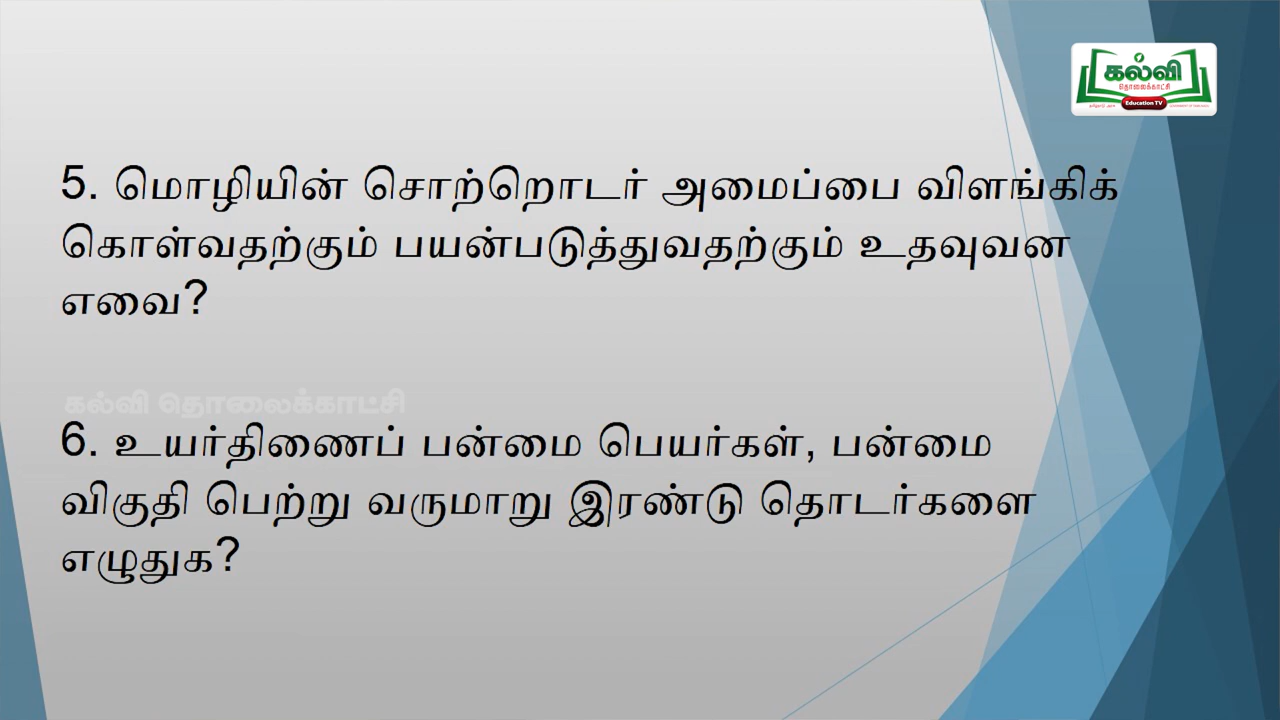 கல்வி
தொலைக்காட்சி
Education TV
5. மொழியின் சொற்றொடர் அமைப்பை விளங்கிக்
கொள்வதற்கும் பயன்படுத்துவதற்கும் உதவுவன
எவை?
கல்வி தொலைக்காட்சி
6. உயர்திணைப் பன்மை பெயர்கள், பன்மை
விகுதி பெற்று வருமாறு இரண்டு தொடர்களை
எழுதுக?